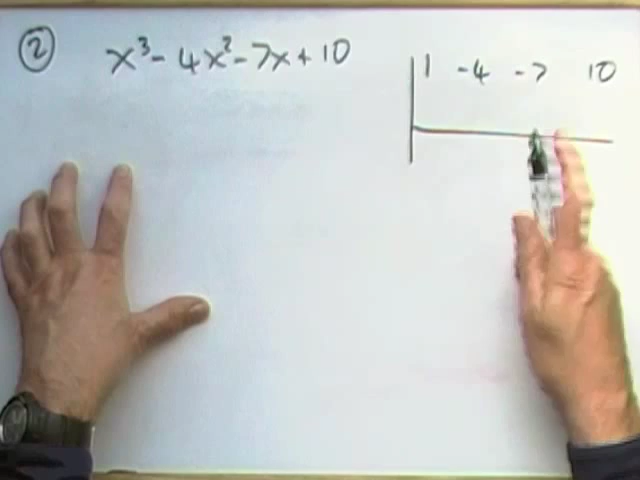 ② x³ - 4x² - 7x + 10
1 -4 -7 10